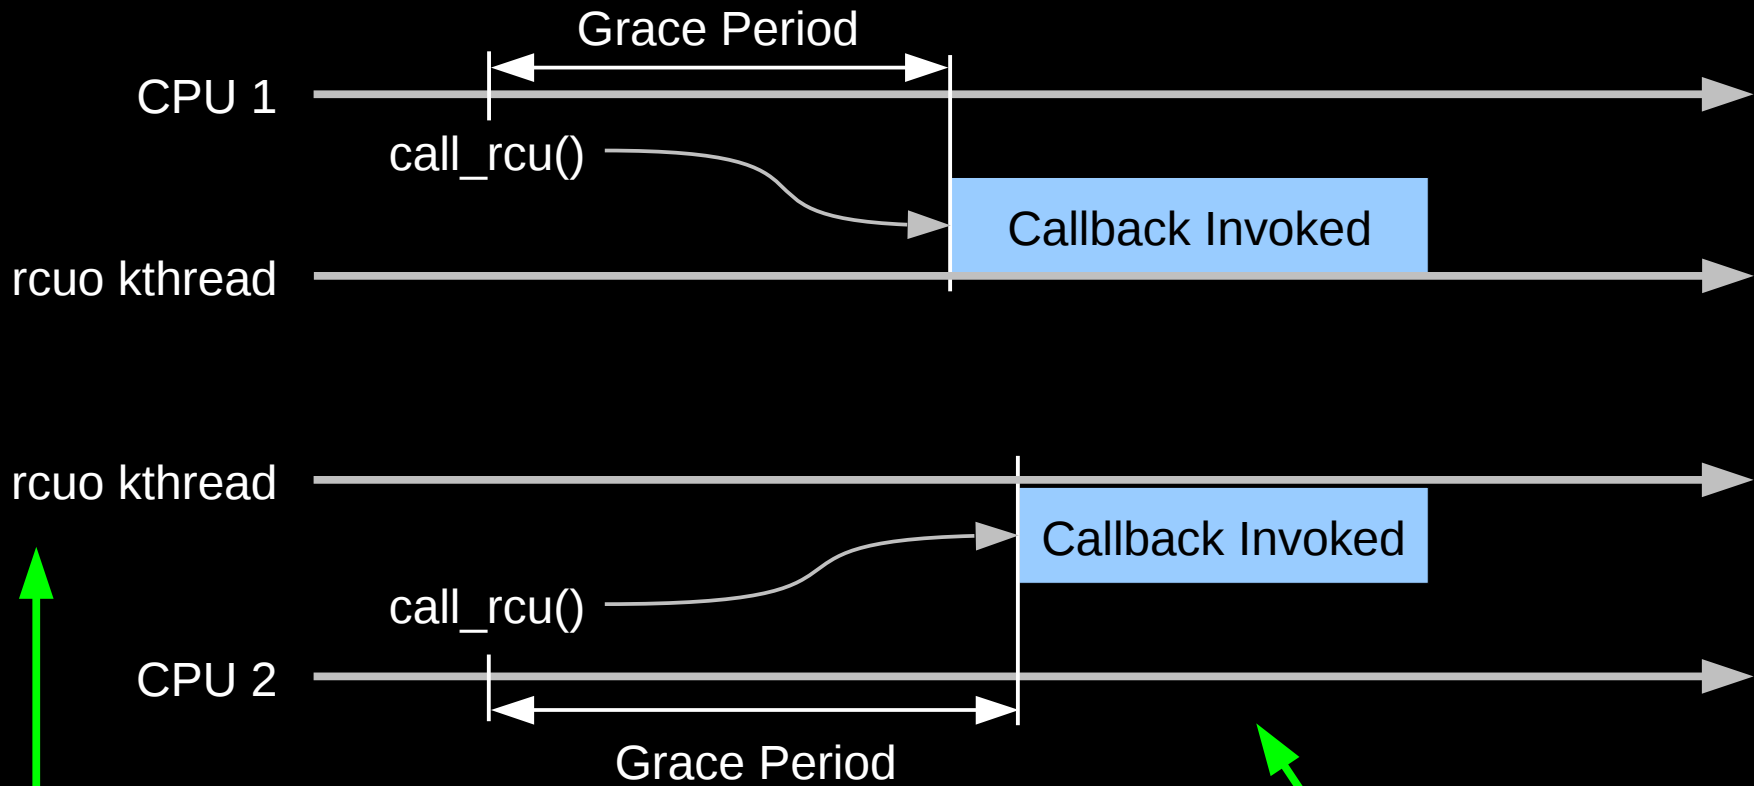 Grace Period
CPU 1
call_rcu()
Callback Invoked
rcuo kthread
rcuo kthread
Callback Invoked
call_rcu()
CPU 2
Grace Period